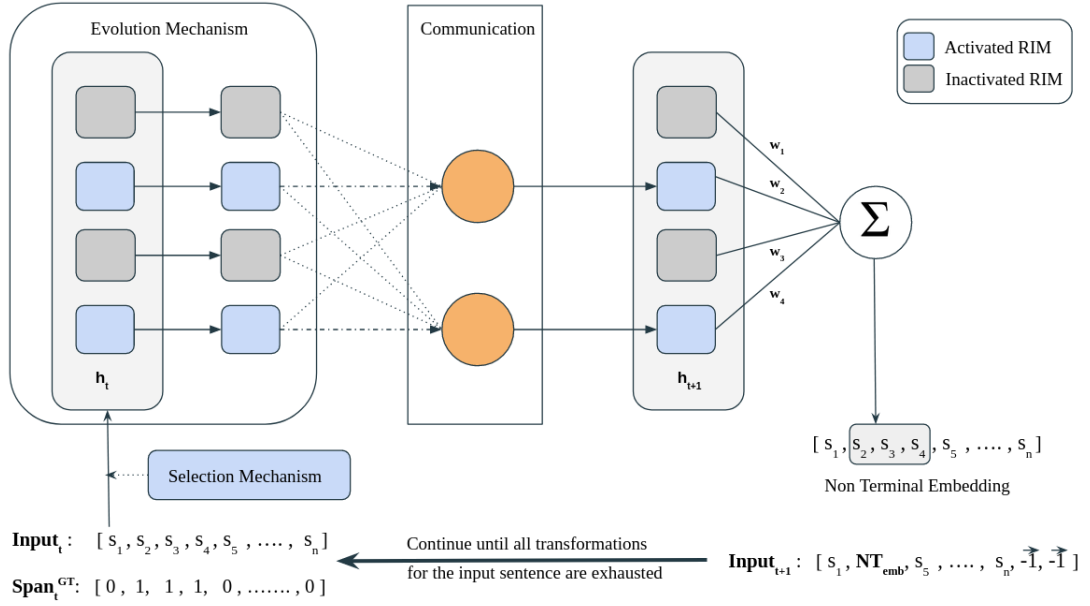 Evolution Mechanism
Communication
Activated RIM
Inactivated RIM
w1
w2
w3
w4
Σ
ht
ht+1
[ s1 , s2 , s3 , s4 , s5 , …. , sn ]
Non Terminal Embedding
Selection Mechanism
Inputt : [ s1 , s2 , s3 , s4 , s5 , …. , sn ]
Continue until all transformations
for the input sentence are exhausted
Inputt+1 : [ s1 , NTemb, s5 , …. , sn, -1, -1 ]
SpantGT: [ 0 , 1, 1, 1, 0 , ……. , 0 ]